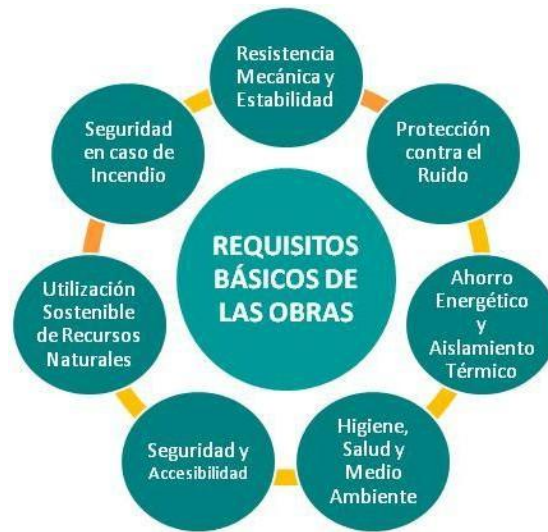 Resistencia
Mecánica y
Estabilidad
Protección
contra el
Ruido
Ahorro
Energético
y
Aislamiento
Térmico
Higiene,
Salud y
Medio
Ambiente
Seguridad y
Accesibilidad
Utilización
Sostenible
de Recursos
Naturales
Seguridad
en caso de
Incendio
REQUISITOS
BÁSICOS DE
LAS OBRAS